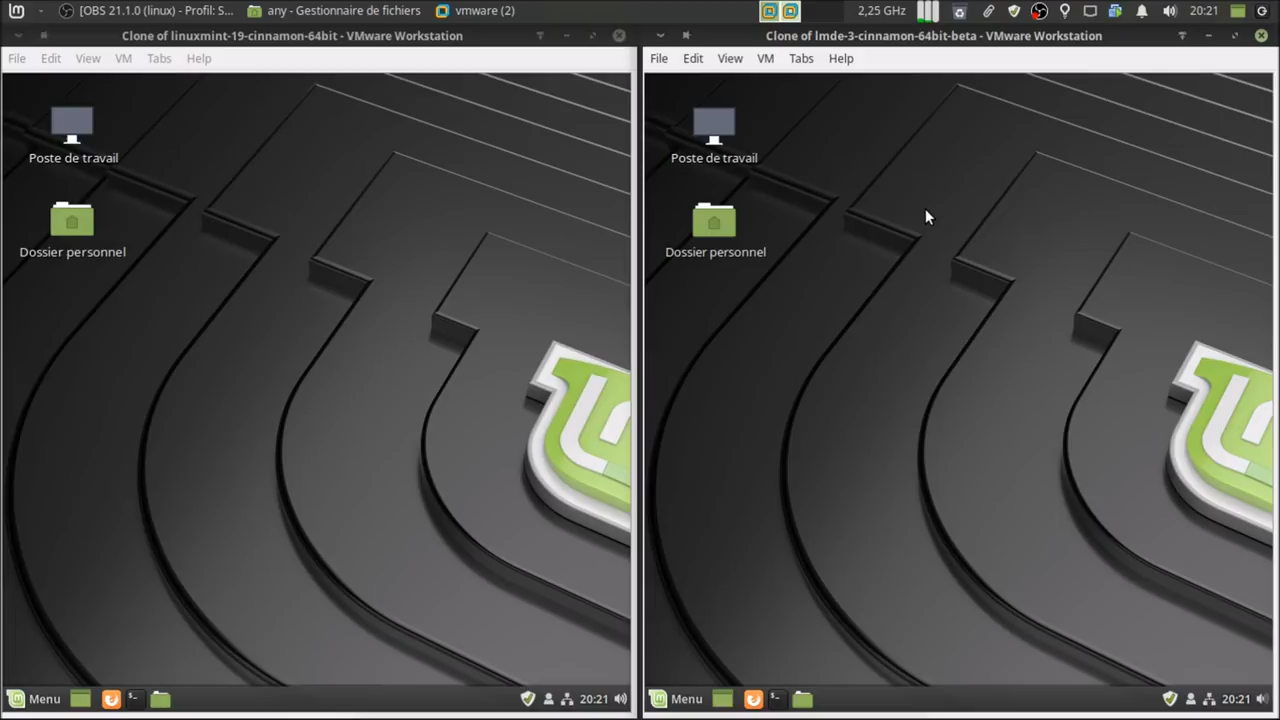 [OBS 21.1.0 (linux) - Profil: S...
any - Gestionnaire de fichiers
vmware (2)
2,25 GHz
20:21
Clone of linuxmint-19-cinnamon-64bit - VMware Workstation
File Edit View VM Tabs Help
Poste de travail
Dossier personnel
Menu
20:21
Clone of lmde-3-cinnamon-64bit-beta - VMware Workstation
File Edit View VM Tabs Help
Poste de travail
Dossier personnel
Menu
20:21